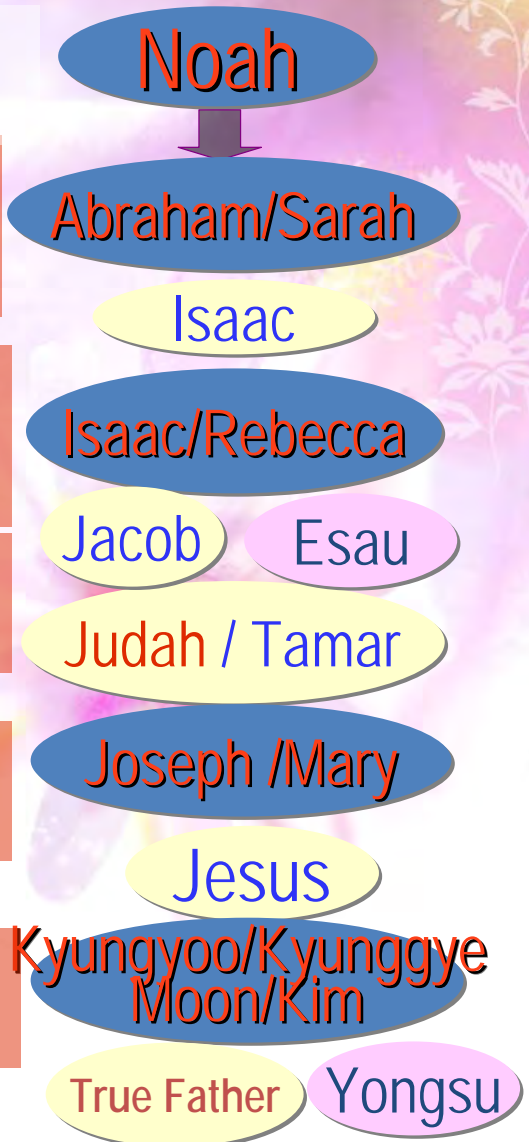 Noah
Abraham/Sarah
Isaac
Isaac/Rebecca
Jacob Esau
Judah / Tamar
Joseph /Mary
Jesus
Kyungyoo/Kyunggye
Moon/Kim
True Father Yongsu